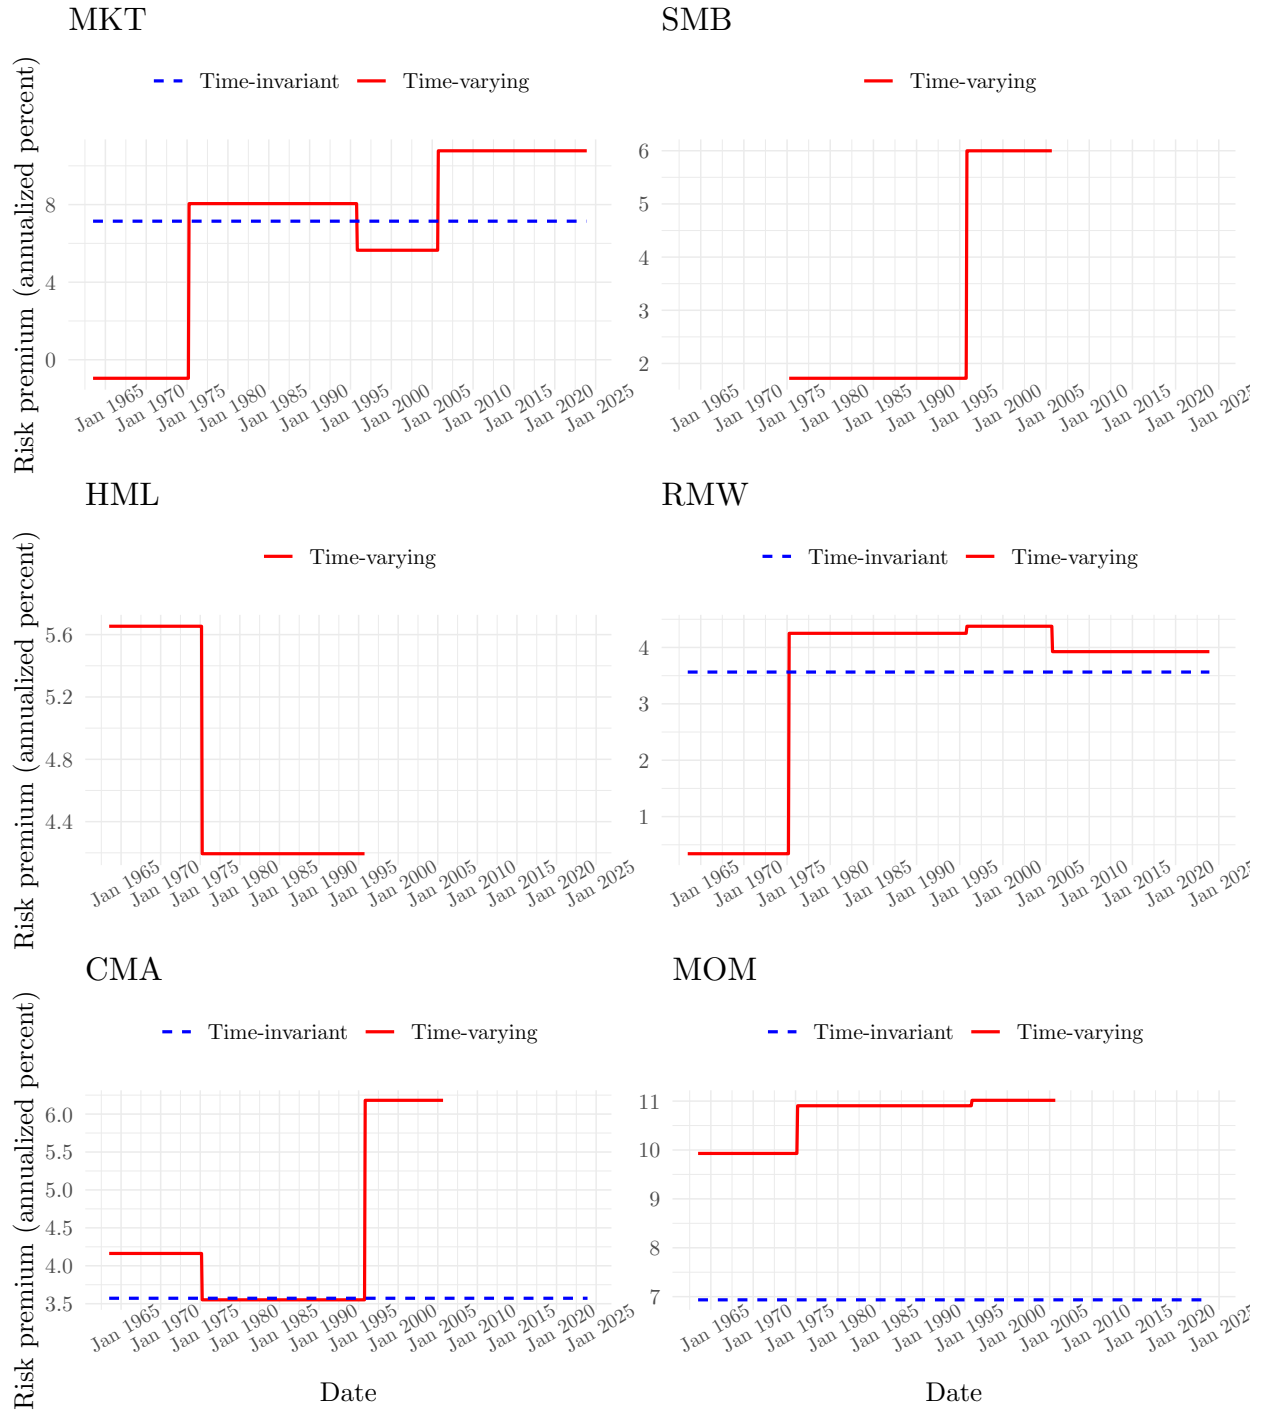 MKT
SMB
Time-invariant Time-varying
Time-varying
Risk premium (annualized percent)
8
4
0
6
5
4
3
2
Jan 1965 Jan 1970 Jan 1975 Jan 1980 Jan 1985 Jan 1990 Jan 1995 Jan 2000 Jan 2005 Jan 2010 Jan 2015 Jan 2020 Jan 2025
Jan 1965 Jan 1970 Jan 1975 Jan 1980 Jan 1985 Jan 1990 Jan 1995 Jan 2000 Jan 2005 Jan 2010 Jan 2015 Jan 2020 Jan 2025
HML
RMW
Time-varying
Time-invariant Time-varying
Risk premium (annualized percent)
5.6
5.2
4.8
4.4
4
3
2
1
Jan 1965 Jan 1970 Jan 1975 Jan 1980 Jan 1985 Jan 1990 Jan 1995 Jan 2000 Jan 2005 Jan 2010 Jan 2015 Jan 2020 Jan 2025
Jan 1965 Jan 1970 Jan 1975 Jan 1980 Jan 1985 Jan 1990 Jan 1995 Jan 2000 Jan 2005 Jan 2010 Jan 2015 Jan 2020 Jan 2025
CMA
MOM
Time-invariant Time-varying
Time-invariant Time-varying
Risk premium (annualized percent)
6.0
5.5
5.0
4.5
4.0
3.5
11
10
9
8
7
Jan 1965 Jan 1970 Jan 1975 Jan 1980 Jan 1985 Jan 1990 Jan 1995 Jan 2000 Jan 2005 Jan 2010 Jan 2015 Jan 2020 Jan 2025
Jan 1965 Jan 1970 Jan 1975 Jan 1980 Jan 1985 Jan 1990 Jan 1995 Jan 2000 Jan 2005 Jan 2010 Jan 2015 Jan 2020 Jan 2025
Date
Date